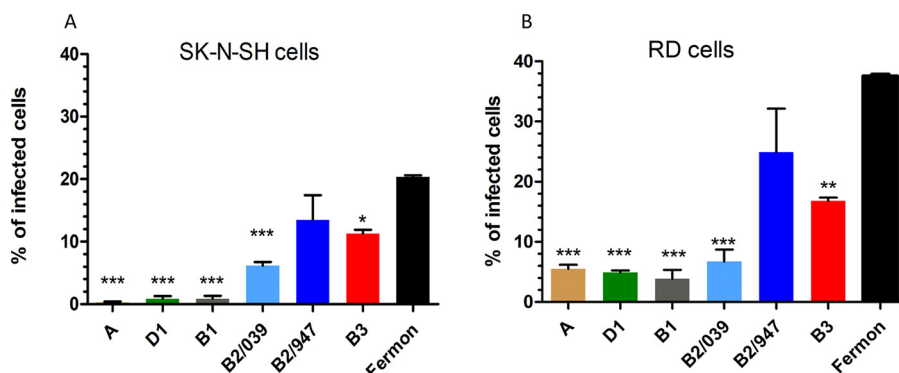 A
SK-N-SH cells
% of infected cells
40
30
20
10
0
***
***
***
***
*
A
D1
B1
B2/039
B2/947
B3
Fermon
B
RD cells
% of infected cells
40
30
20
10
0
***
***
***
***
**
A
D1
B1
B2/039
B2/947
B3
Fermon